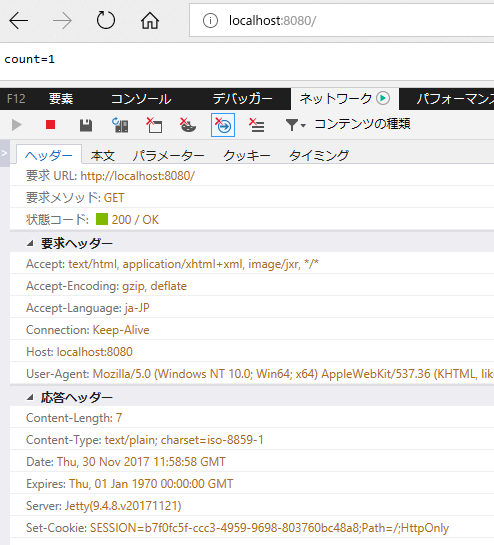 localhost:8080/
count=1
F12 要素 コンソール デバッガー ネットワーク パフォーマンス
コンテンツの種類
ヘッダー 本文 パラメーター クッキー タイミング
要求 URL: http://localhost:8080/
要求メソッド: GET
状態コード: 200 / OK
要求ヘッダー
Accept: text/html, application/xhtml+xml, image/jxr, */*
Accept-Encoding: gzip, deflate
Accept-Language: ja-JP
Connection: Keep-Alive
Host: localhost:8080
User-Agent: Mozilla/5.0 (Windows NT 10.0; Win64; x64) AppleWebKit/537.36 (KHTML, lik
応答ヘッダー
Content-Length: 7
Content-Type: text/plain; charset=iso-8859-1
Date: Thu, 30 Nov 2017 11:58:58 GMT
Expires: Thu, 01 Jan 1970 00:00:00 GMT
Server: Jetty(9.4.8.v20171121)
Set-Cookie: SESSION=b7f0fc5f-ccc3-4959-9698-803760bc48a8;Path=/;HttpOnly